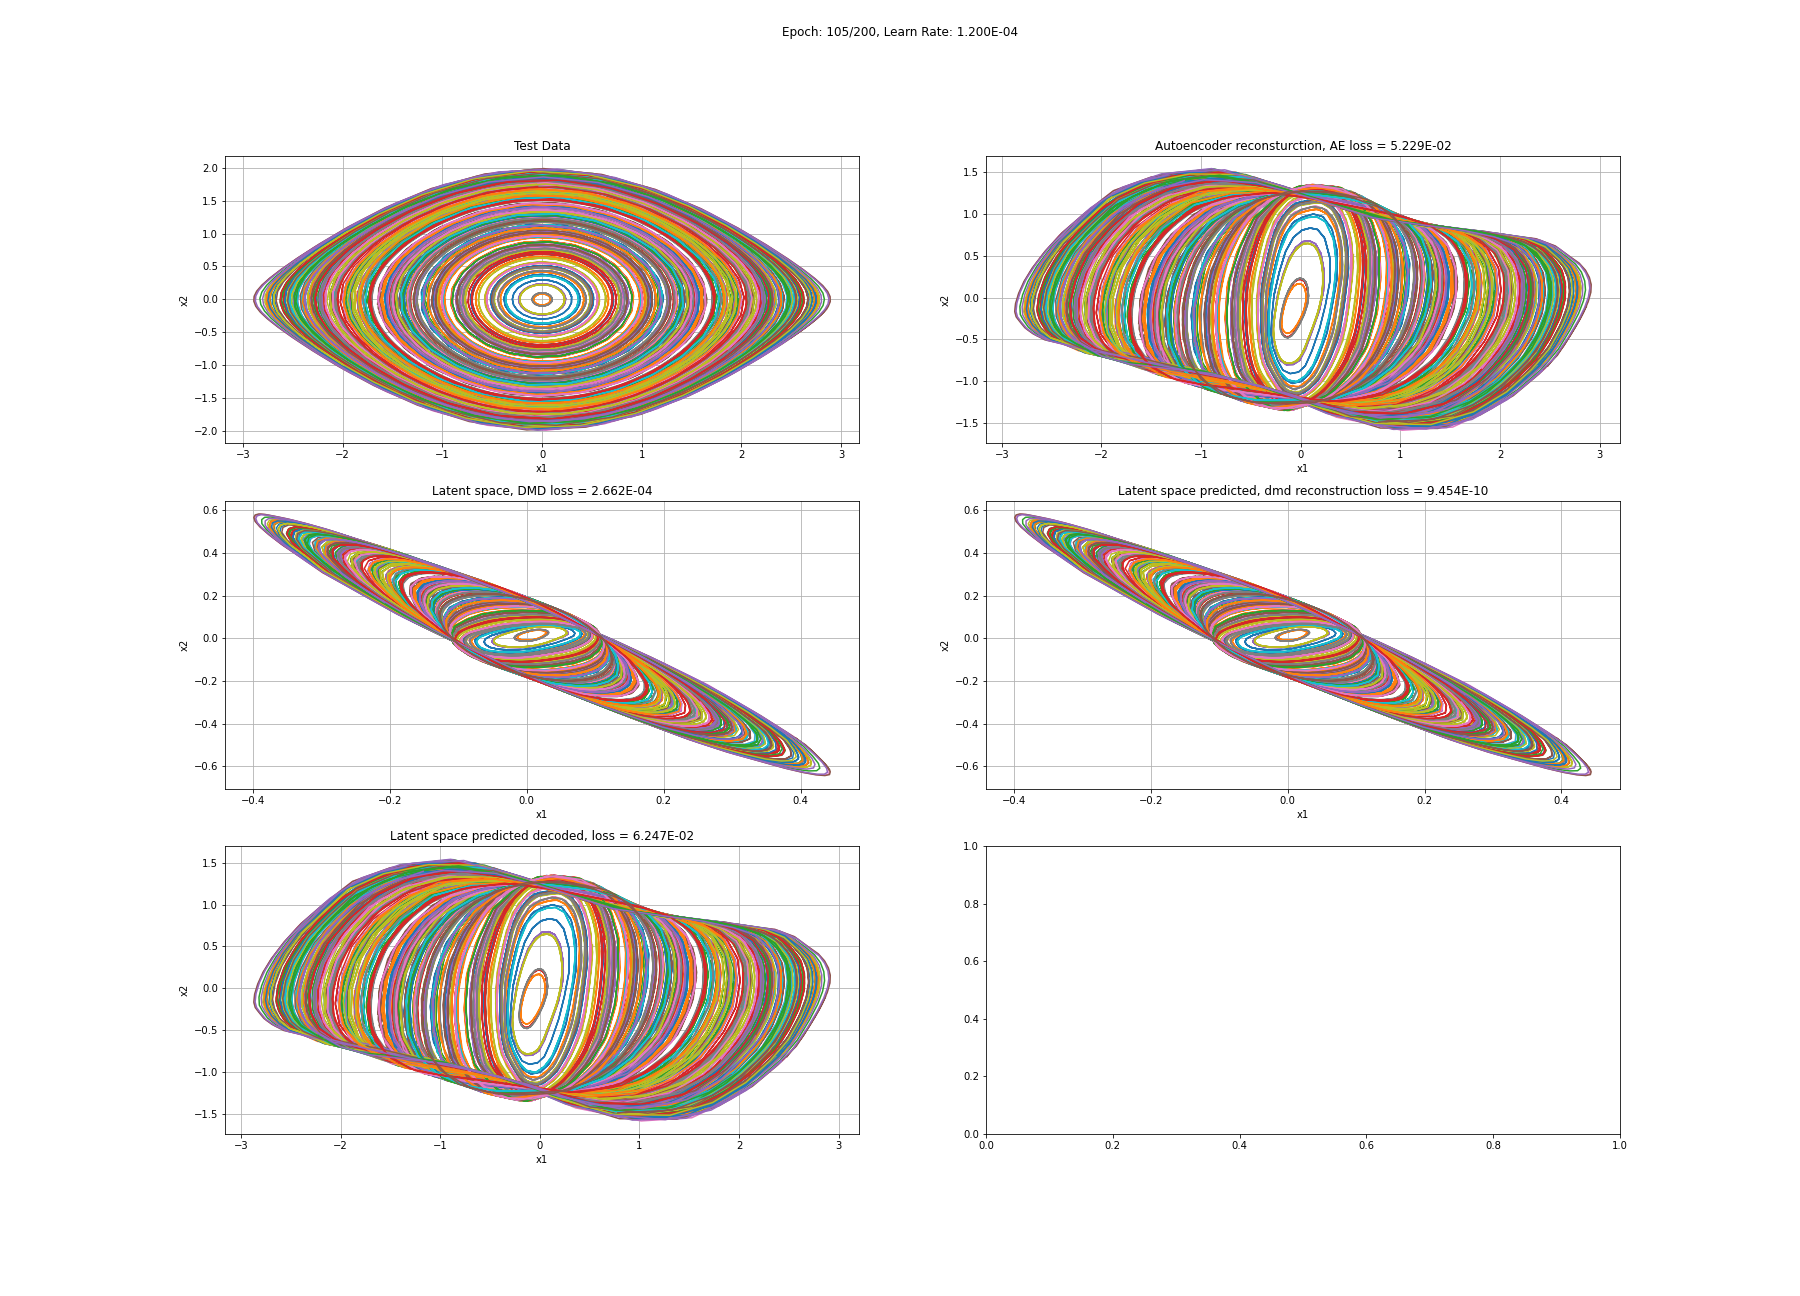 Epoch: 105/200, Learn Rate: 1.200E-04
Test Data
2.0
1.5
1.0
0.5
0.0
−0.5
−1.0
−1.5
−2.0
x2
−3 −2 −1 0 1 2 3
x1
Autoencoder reconsturction, AE loss = 5.229E-02
1.5
1.0
0.5
0.0
−0.5
−1.0
−1.5
x2
−3 −2 −1 0 1 2 3
x1
Latent space, DMD loss = 2.662E-04
0.6
0.4
0.2
0.0
−0.2
−0.4
−0.6
x2
−0.4 −0.2 0.0 0.2 0.4
x1
Latent space predicted, dmd reconstruction loss = 9.454E-10
0.6
0.4
0.2
0.0
−0.2
−0.4
−0.6
x2
−0.4 −0.2 0.0 0.2 0.4
x1
Latent space predicted decoded, loss = 6.247E-02
1.5
1.0
0.5
0.0
−0.5
−1.0
−1.5
x2
−3 −2 −1 0 1 2 3
x1
1.0
0.8
0.6
0.4
0.2
0.0
0.0 0.2 0.4 0.6 0.8 1.0